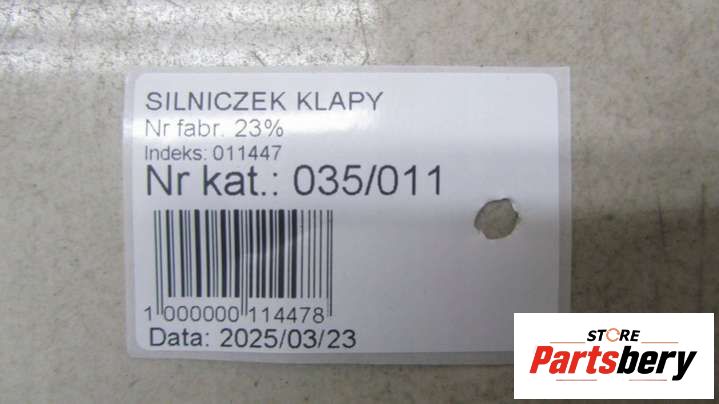 SILNICZEK KLAPY
Nr fabr. 23%
Indeks: 011447
Nr kat.: 035/011
1 000000 114478
Data: 2025/03/23
STORE
Partsbery